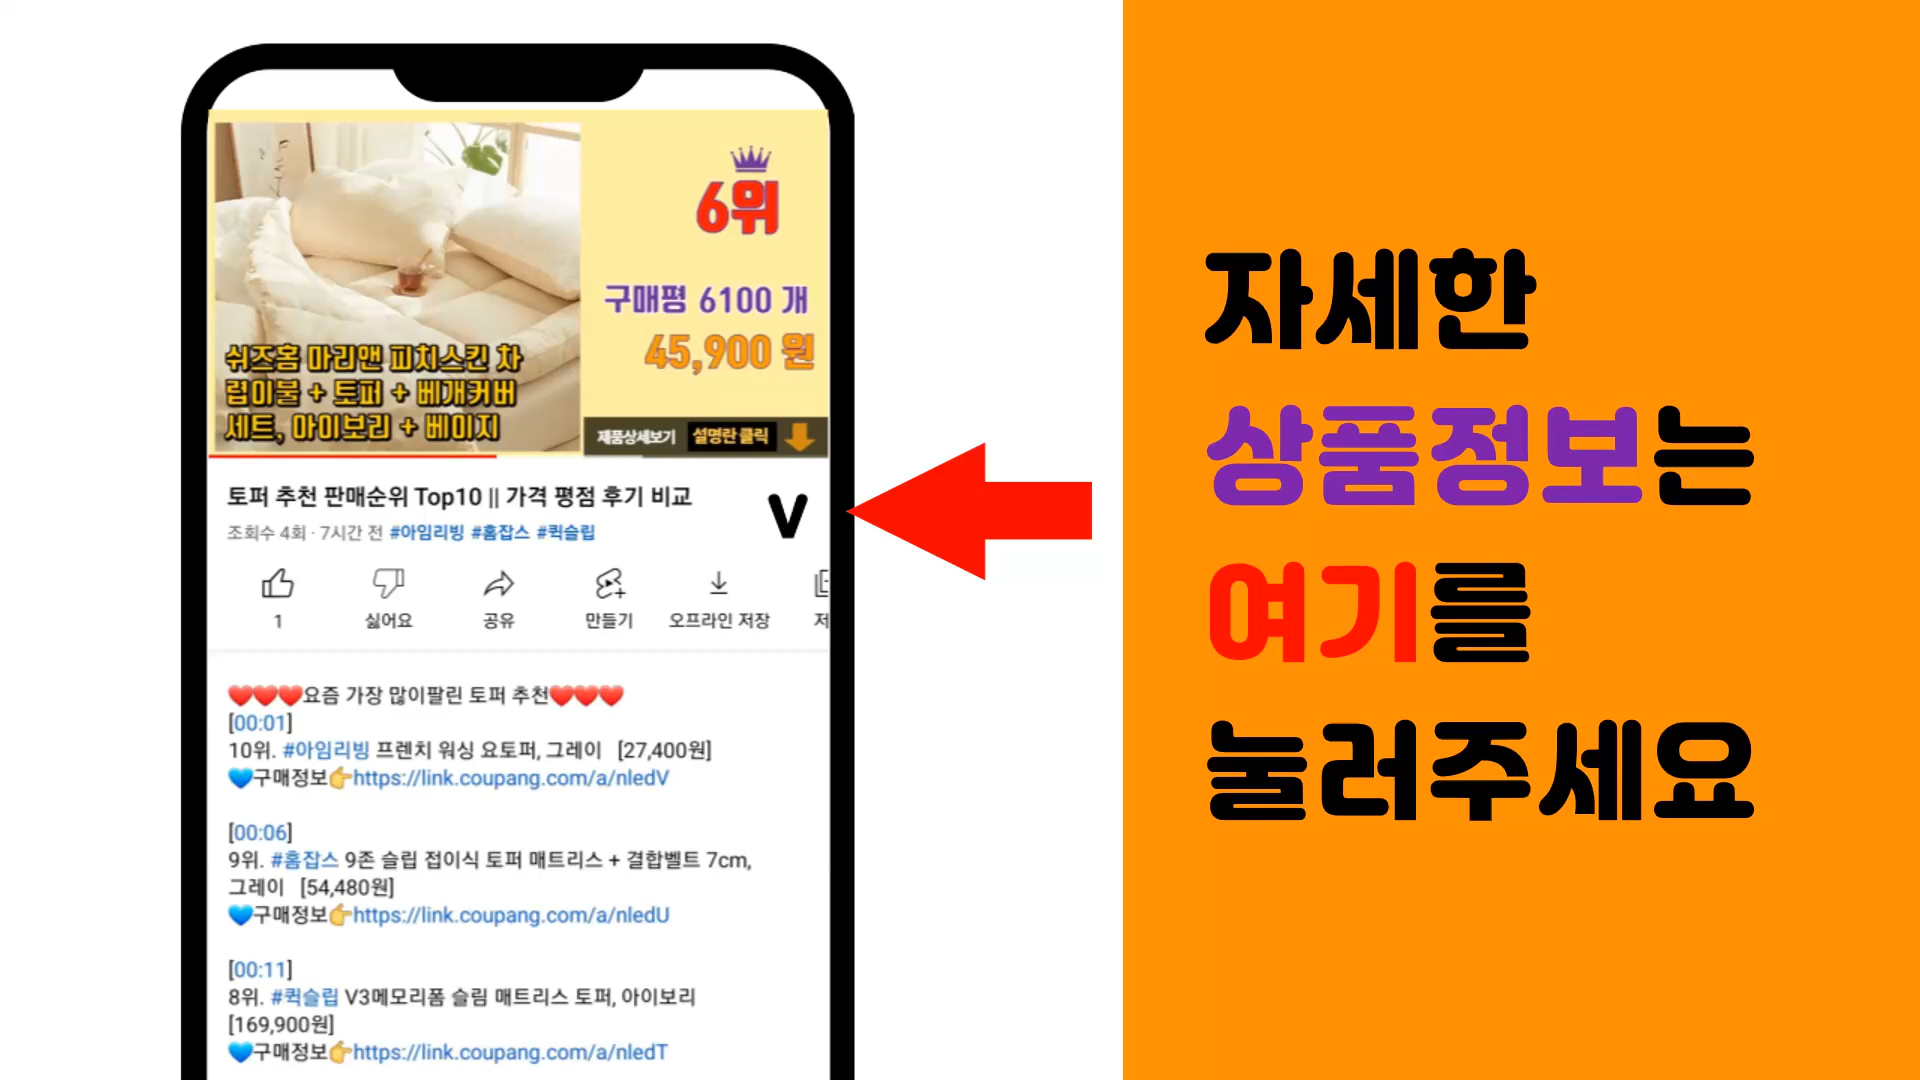 6위
구매평 6100 개
45,900 원
쉬즈홈 마리앤 피치스킨 차
렵이불 + 토퍼 + 베개커버
세트, 아이보리 + 베이지
제품상세보기 설명란 클릭
토퍼 추천 판매순위 Top10 || 가격 평점 후기 비교
V
조회수 4회 · 7시간 전 #아임리빙 #홈잡스 #퀵슬립
1 싫어요 공유 만들기 오프라인 저장 저
❤️❤️❤️요즘 가장 많이팔린 토퍼 추천❤️❤️❤️
[00:01]
10위. #아임리빙 프렌치 워싱 요토퍼, 그레이 [27,400원]
💙구매정보👉https://link.coupang.com/a/nledV
[00:06]
9위. #홈잡스 9존 슬립 접이식 토퍼 매트리스 + 결합벨트 7cm,
그레이 [54,480원]
💙구매정보👉https://link.coupang.com/a/nledU
[00:11]
8위. #퀵슬립 V3메모리폼 슬림 매트리스 토퍼, 아이보리
[169,900원]
💙구매정보👉https://link.coupang.com/a/nledT
자세한
상품정보는
여기를
눌러주세요